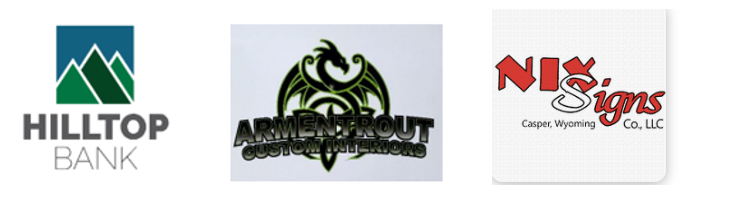 HILLTOP
BANK
ARMENTROUT
CUSTOM INTERIORS
NIX
Signs
Casper, Wyoming
Co., LLC